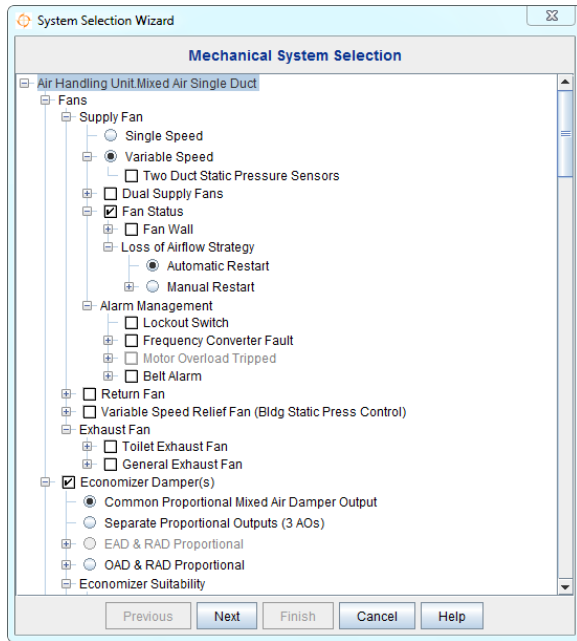 System Selection Wizard
Mechanical System Selection
Air Handling Unit.Mixed Air Single Duct
Fans
Supply Fan
Single Speed
Variable Speed
Two Duct Static Pressure Sensors
Dual Supply Fans
Fan Status
Fan Wall
Loss of Airflow Strategy
Automatic Restart
Manual Restart
Alarm Management
Lockout Switch
Frequency Converter Fault
Motor Overload Tripped
Belt Alarm
Return Fan
Variable Speed Relief Fan (Bldg Static Press Control)
Exhaust Fan
Toilet Exhaust Fan
General Exhaust Fan
Economizer Damper(s)
Common Proportional Mixed Air Damper Output
Separate Proportional Outputs (3 AOs)
EAD & RAD Proportional
OAD & RAD Proportional
Economizer Suitability
Previous Next Finish Cancel Help